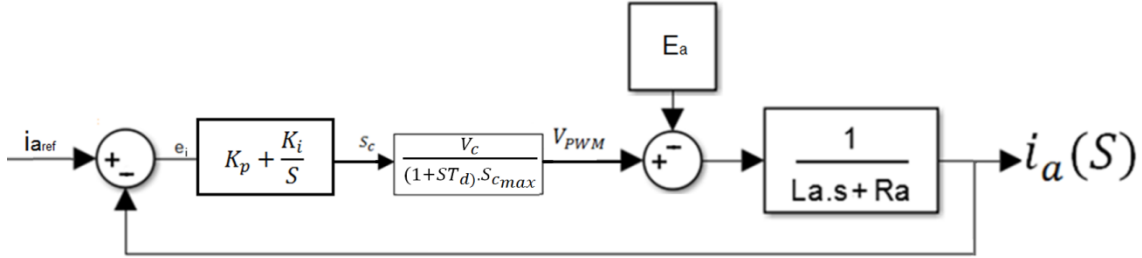 Ea
iaref
+
-
ei
Kp + Ki/S
Sc
Vc/(1+STd).Scmax
VPWM
+
-
1/La.s + Ra
ia(S)